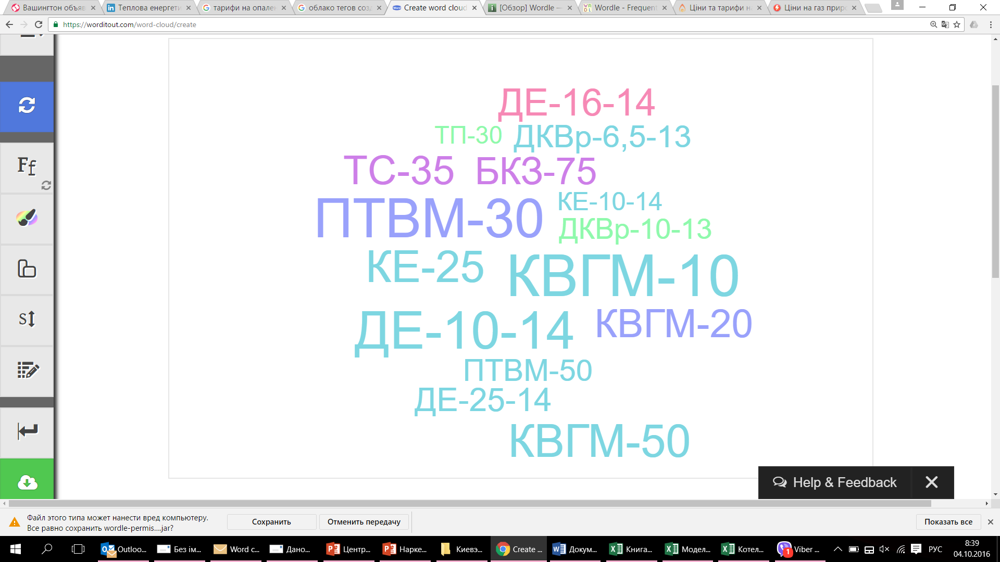 Вашингтон объяв
Теплова енергети
тарифи на опален
облако тегов созд
Create word cloud
[Обзор] Wordle —
Wordle - Frequent
Ціни та тарифи н
Ціни на газ прир
https://worditout.com/word-cloud/create
Ff
S
ДЕ-16-14
ТП-30 ДКВр-6,5-13
ТС-35 БКЗ-75
ПТВМ-30 КЕ-10-14
ДКВр-10-13
КЕ-25 КВГМ-10
ДЕ-10-14 КВГМ-20
ПТВМ-50
ДЕ-25-14
КВГМ-50
Help & Feedback
Файл этого типа может нанести вред компьютеру.
Все равно сохранить wordle-permis....jar?
Сохранить
Отменить передачу
Показать все
Outloo...
Без ім...
Word c...
Дано...
Центр...
Нарке...
Киевэ...
Create ...
Докум...
Книга...
Модел...
Котел...
Viber ...
1
РУС
8:39
04.10.2016